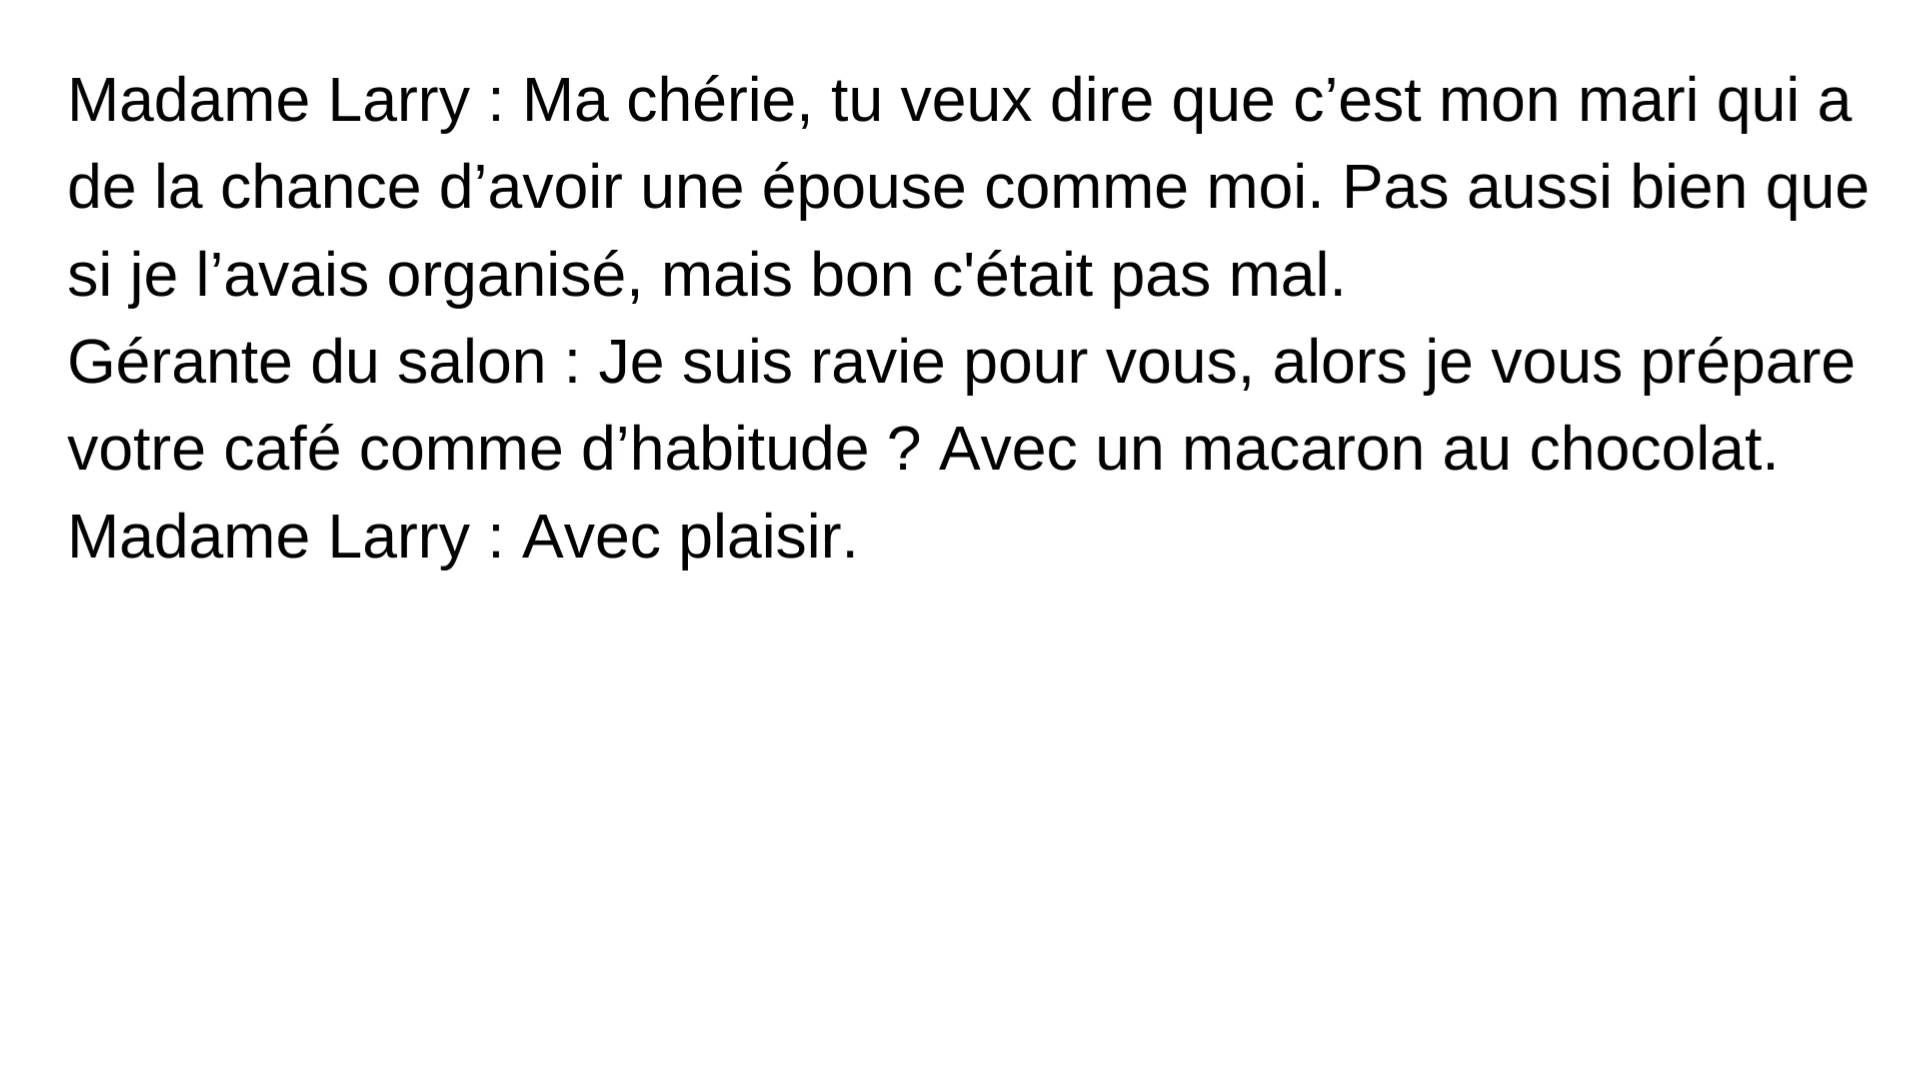 Madame Larry : Ma chérie, tu veux dire que c’est mon mari qui a
de la chance d’avoir une épouse comme moi. Pas aussi bien que
si je l’avais organisé, mais bon c'était pas mal.
Gérante du salon : Je suis ravie pour vous, alors je vous prépare
votre café comme d’habitude ? Avec un macaron au chocolat.
Madame Larry : Avec plaisir.